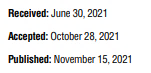 Received: June 30, 2021
Accepted: October 28, 2021
Published: November 15, 2021